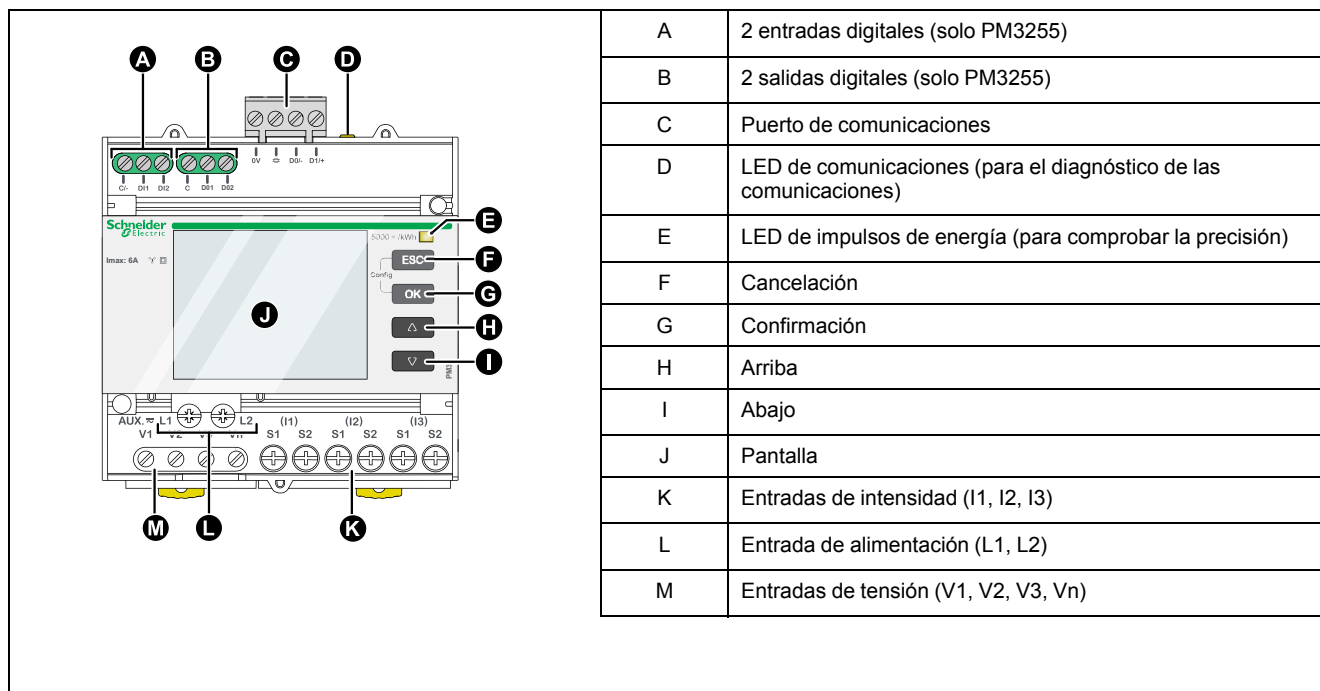 A B C D
0V D0/- D1/+
C/- DI1 DI2 C D01 D02
Schneider
Electric
5000 /kWh
E
Imax: 6A
ESC
F
Config
OK
G
J
H
I
AUX. L1 L2 (I1) (I2) (I3)
V1 V2 Vn S1 S2 S1 S2 S1 S2
M L K
A 2 entradas digitales (solo PM3255)
B 2 salidas digitales (solo PM3255)
C Puerto de comunicaciones
D LED de comunicaciones (para el diagnóstico de las
comunicaciones)
E LED de impulsos de energía (para comprobar la precisión)
F Cancelación
G Confirmación
H Arriba
I Abajo
J Pantalla
K Entradas de intensidad (I1, I2, I3)
L Entrada de alimentación (L1, L2)
M Entradas de tensión (V1, V2, V3, Vn)